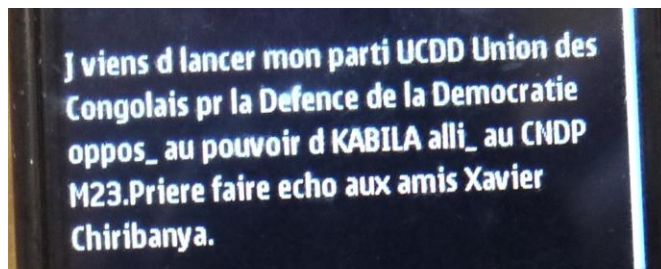 J viens d lancer mon parti UCDD Union des
Congolais pr la Defence de la Democratie
oppos_ au pouvoir d KABILA alli_ au CNDP
M23.Priere faire echo aux amis Xavier
Chiribanya.